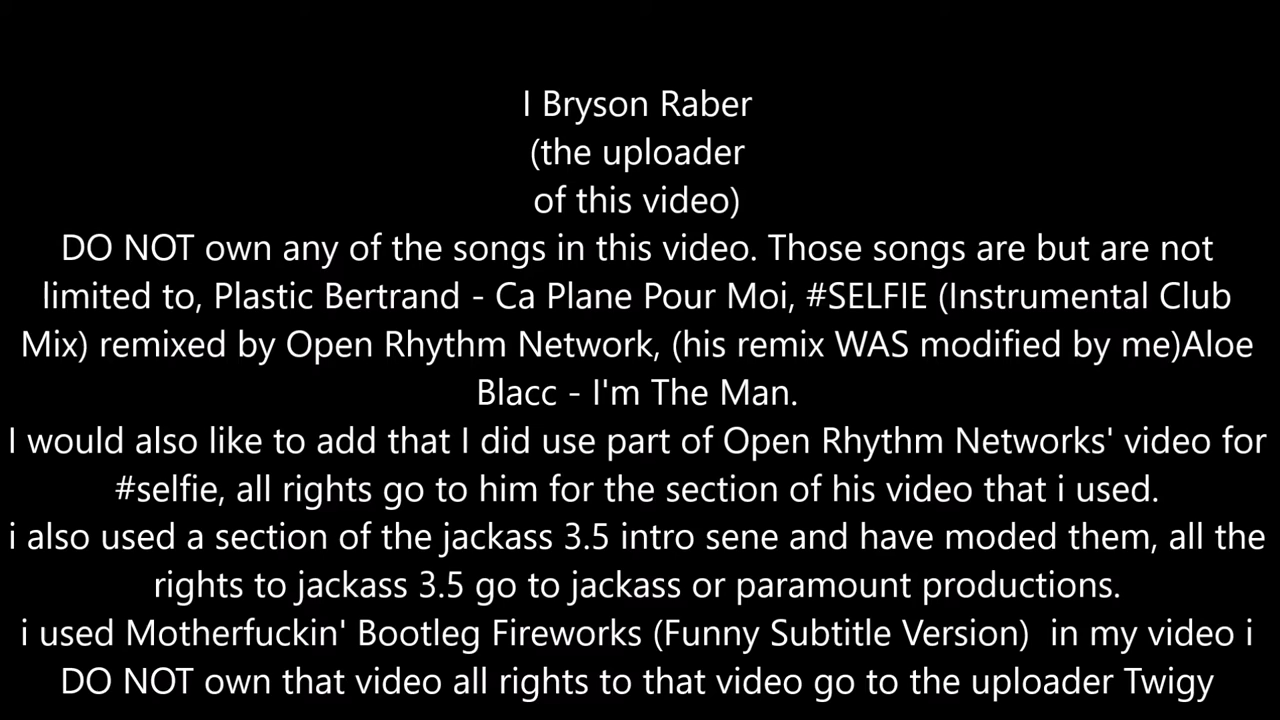 I Bryson Raber
(the uploader
of this video)
DO NOT own any of the songs in this video. Those songs are but are not
limited to, Plastic Bertrand - Ca Plane Pour Moi, #SELFIE (Instrumental Club
Mix) remixed by Open Rhythm Network, (his remix WAS modified by me)Aloe
Blacc - I'm The Man.
I would also like to add that I did use part of Open Rhythm Networks' video for
#selfie, all rights go to him for the section of his video that i used.
i also used a section of the jackass 3.5 intro sene and have moded them, all the
rights to jackass 3.5 go to jackass or paramount productions.
i used Motherfuckin' Bootleg Fireworks (Funny Subtitle Version)  in my video i
DO NOT own that video all rights to that video go to the uploader Twigy